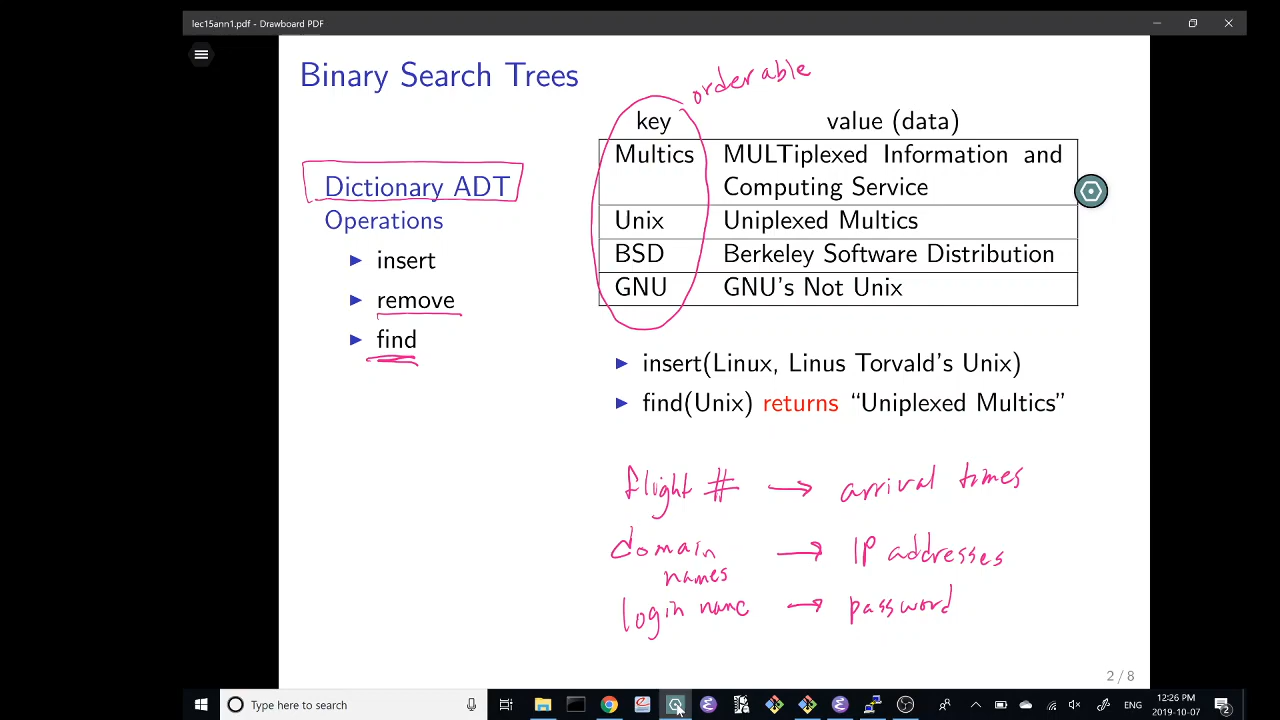 lec15ann1.pdf - Drawboard PDF
Binary Search Trees
orderable
key value (data)
Multics MULTiplexed Information and
Computing Service
Unix Uniplexed Multics
BSD Berkeley Software Distribution
GNU GNU's Not Unix
Dictionary ADT
Operations
▶ insert
▶ remove
▶ find
▶ insert(Linux, Linus Torvald's Unix)
▶ find(Unix) returns “Uniplexed Multics”
flight # → arrival times
domain → IP addresses
names
login name → password
2 / 8
Type here to search
ENG
12:26 PM
2019-10-07
2